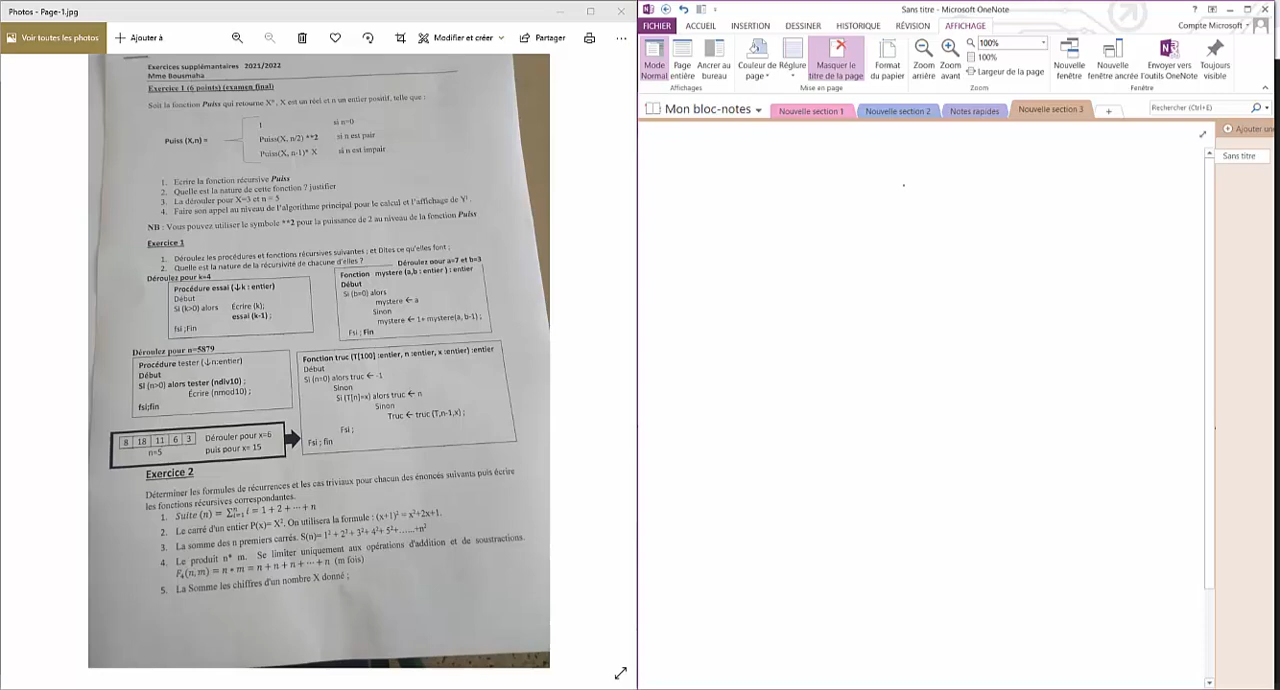 Photos - Page-1.jpg
Voir toutes les photos
Ajouter à
Modifier et créer
Partager
Exercices supplémentaires 2021/2022
Mme Bousmaha
Exercice 1 (6 points) (examen final)
Soit la fonction Puiss qui retourne Xⁿ, X est un réel et n un entier positif, telle que :
1 si n=0
Puiss (X,n) = Puiss(X, n/2) **2 si n est pair
Puiss(X, n-1)* X si n est impair
1. Ecrire la fonction récursive Puiss
2. Quelle est la nature de cette fonction ? justifier
3. La dérouler pour X=3 et n = 5
4. Faire son appel au niveau de l'algorithme principal pour le calcul et l'affichage de
NB : Vous pouvez utiliser le symbole **2 pour la puissance de 2 au niveau de la fonction Puiss
Exercice 1
1. Déroulez les procédures et fonctions récursives suivantes ; et Dites ce qu'elles font ;
2. Quelle est la nature de la récursivité de chacune d'elles ?
Déroulez pour k=4
Procédure essai (↓k : entier)
Début
Si (k>0) alors Écrire (k);
essai (k-1) ;
fsi ;Fin
Déroulez pour a=7 et b=3
Fonction mystere (a,b : entier ) : entier
Début
Si (b=0) alors
mystere ← a
Sinon
mystere ← 1+ mystere(a, b-1) ;
Fsi ; Fin
Déroulez pour n=5879
Procédure tester (↓n:entier)
Début
Si (n>0) alors tester (ndiv10) ;
Écrire (nmod10) ;
fsi;fin
Fonction truc (T[100] :entier, n :entier, x :entier) :entier
Début
Si (n=0) alors truc ← -1
Sinon
Si (T[n]=x) alors truc ← n
Sinon
Truc ← truc (T,n-1,x) ;
Fsi ;
Fsi ; fin
8 18 11 6 3 Dérouler pour x=6
n=5 puis pour x= 15
Exercice 2
Déterminer les formules de récurrences et les cas triviaux pour chacun des énoncés suivants puis écrire
les fonctions récursives correspondantes.
1. Suite (n) = ∑ⁿᵢ₌₁ i = 1 + 2 + ··· + n
2. Le carré d'un entier P(x)= X². On utilisera la formule : (x+1)² = x²+2x+1.
3. La somme des n premiers carrés. S(n)= 1² + 2² + 3² + 4² + 5²+……+n²
4. Le produit n* m. Se limiter uniquement aux opérations d'addition et de soustractions.
F₄(n, m) = n * m = n + n + n + ··· + n (m fois)
5. La Somme les chiffres d'un nombre X donné ;
Sans titre - Microsoft OneNote
FICHIER ACCUEIL INSERTION DESSINER HISTORIQUE RÉVISION AFFICHAGE
Compte Microsoft
Mode Normal
Page entière
Ancrer au bureau
Affichages
Couleur de page
Réglure
Masquer le titre de la page
Format du papier
Mise en page
Zoom arrière
Zoom avant
100%
100%
Largeur de la page
Zoom
Nouvelle fenêtre
Nouvelle fenêtre ancrée
Envoyer vers l'outils OneNote
Toujours visible
Fenêtre
Mon bloc-notes
Nouvelle section 1
Nouvelle section 2
Notes rapides
Nouvelle section 3
Rechercher (Ctrl+E)
Ajouter une
Sans titre